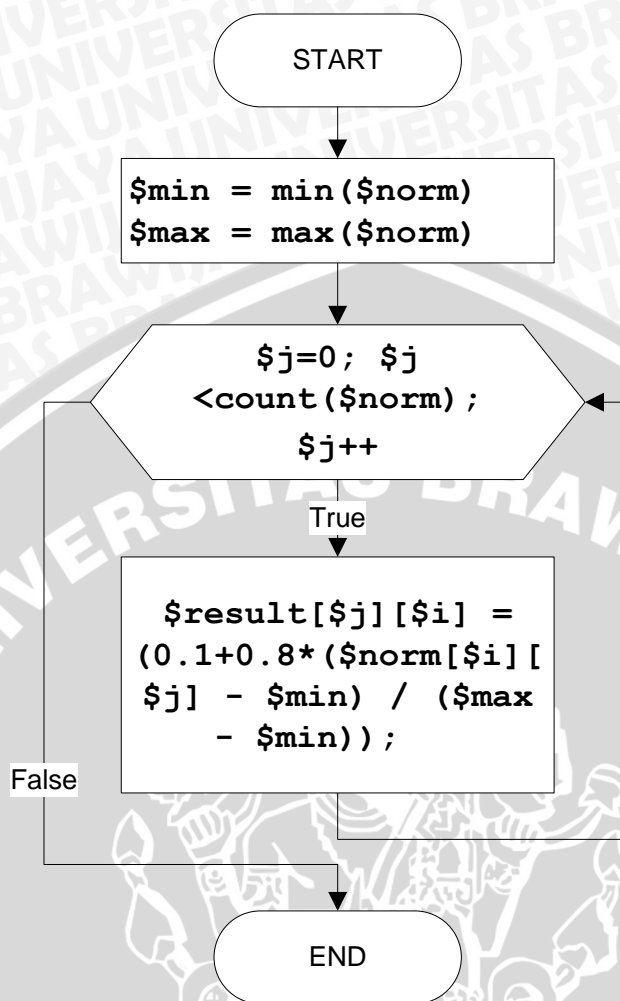 START
$min = min($norm)
$max = max($norm)
$j=0; $j
<count($norm);
$j++
True
$result[$j][$i] =
(0.1+0.8*($norm[$i][
$j] - $min) / ($max
- $min));
False
END